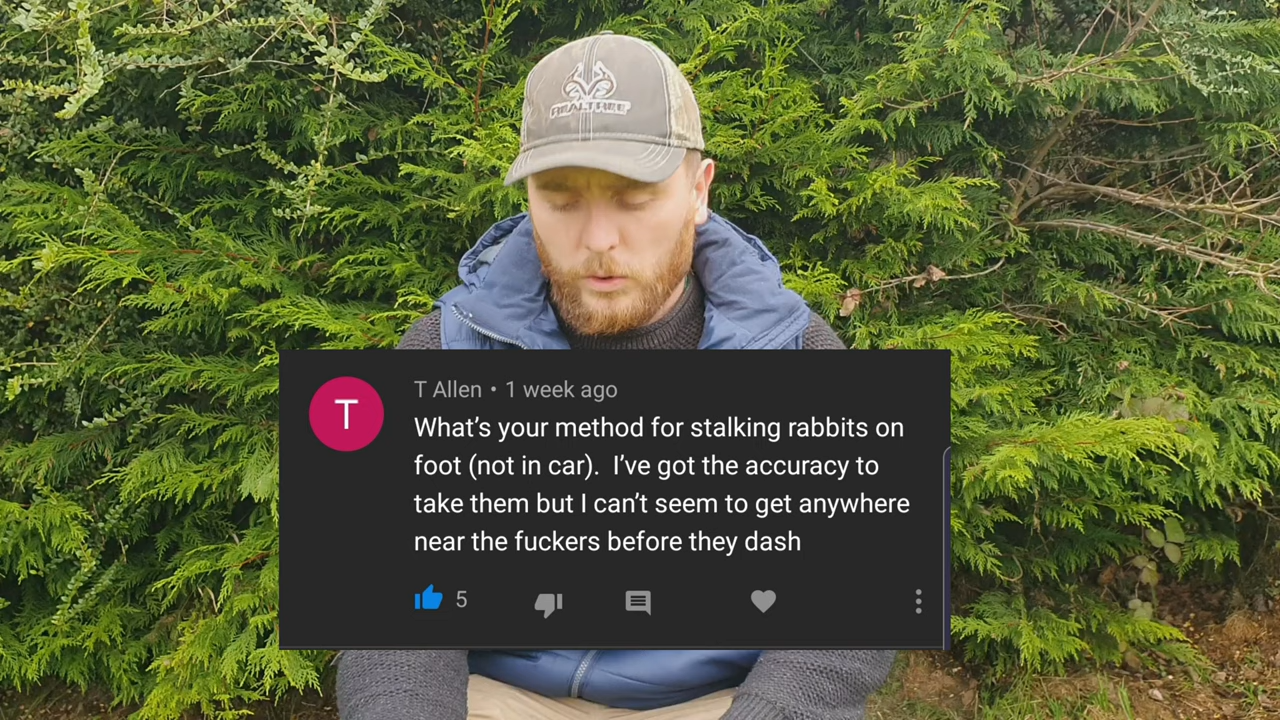 REALTREE
T Allen • 1 week ago
T
What's your method for stalking rabbits on
foot (not in car).  I've got the accuracy to
take them but I can't seem to get anywhere
near the fuckers before they dash
5